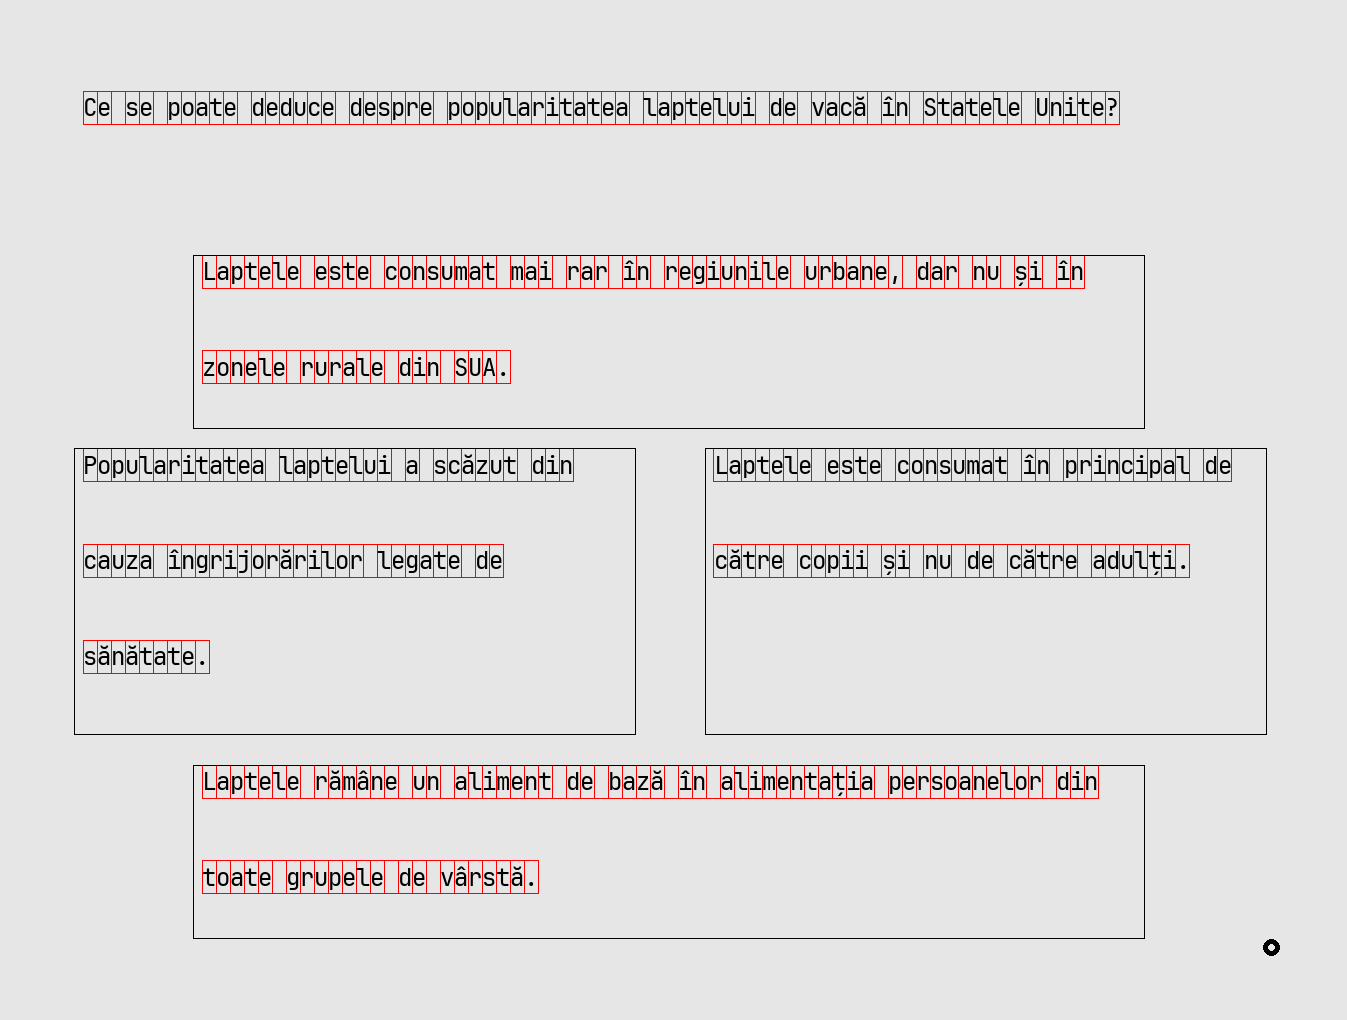 Ce se poate deduce despre popularitatea laptelui de vacă în Statele Unite?
Laptele este consumat mai rar în regiunile urbane, dar nu și în
zonele rurale din SUA.
Popularitatea laptelui a scăzut din
cauza îngrijorărilor legate de
sănătate.
Laptele este consumat în principal de
către copii și nu de către adulți.
Laptele rămâne un aliment de bază în alimentația persoanelor din
toate grupele de vârstă.